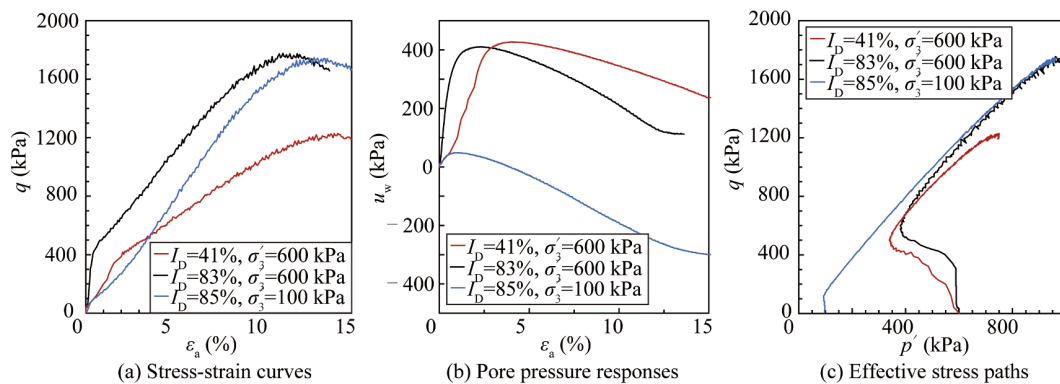 2000
1600
1200
800
400
0
q (kPa)
I_D=41%, σ′_3=600 kPa
I_D=83%, σ′_3=600 kPa
I_D=85%, σ′_3=100 kPa
0 5 10 15
ε_a (%)
(a) Stress-strain curves
400
200
0
−
−
u_w (kPa)
I_D=41%, σ′_3=600 kPa
I_D=83%, σ′_3=600 kPa
I_D=85%, σ′_3=100 kPa
0 5 10 15
ε_a (%)
(b) Pore pressure responses
2000
1600
1200
800
400
0
q (kPa)
I_D=41%, σ′_3=600 kPa
I_D=83%, σ′_3=600 kPa
I_D=85%, σ′_3=100 kPa
400 800
p′ (kPa)
(c) Effective stress paths